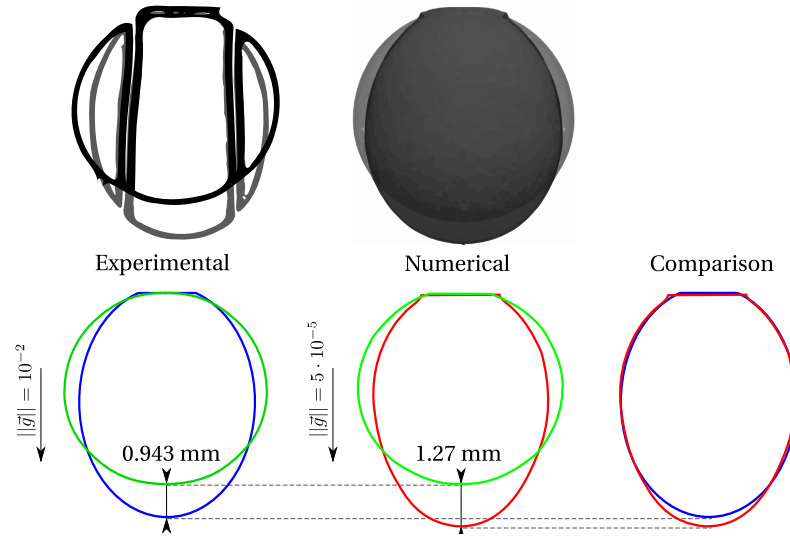 Experimental
Numerical
Comparison
||g⃗|| = 10⁻²
||g⃗|| = 5 · 10⁻⁵
0.943 mm
1.27 mm